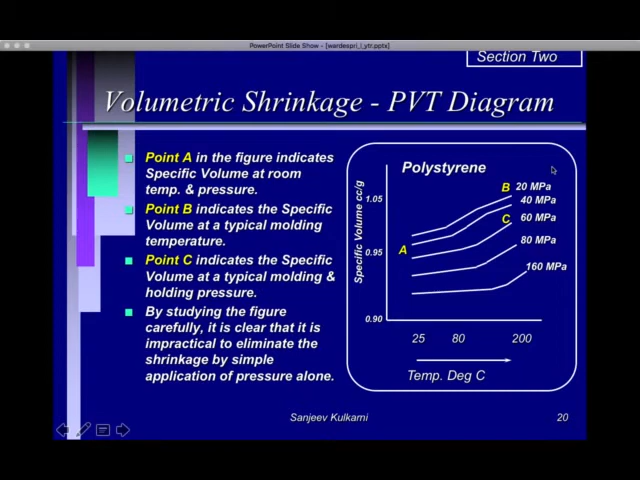 PowerPoint Slide Show - [wardespri_i_ytr.pptx]
Section Two
Volumetric Shrinkage - PVT Diagram
Point A in the figure indicates
Specific Volume at room
temp. & pressure.
Point B indicates the Specific
Volume at a typical molding
temperature.
Point C indicates the Specific
Volume at a typical molding &
holding pressure.
By studying the figure
carefully, it is clear that it is
impractical to eliminate the
shrinkage by simple
application of pressure alone.
Polystyrene
Specific Volume cc/g
1.05
0.95
0.90
A
B 20 MPa
40 MPa
C 60 MPa
80 MPa
160 MPa
25 80 200
Temp. Deg C
Sanjeev Kulkarni
20